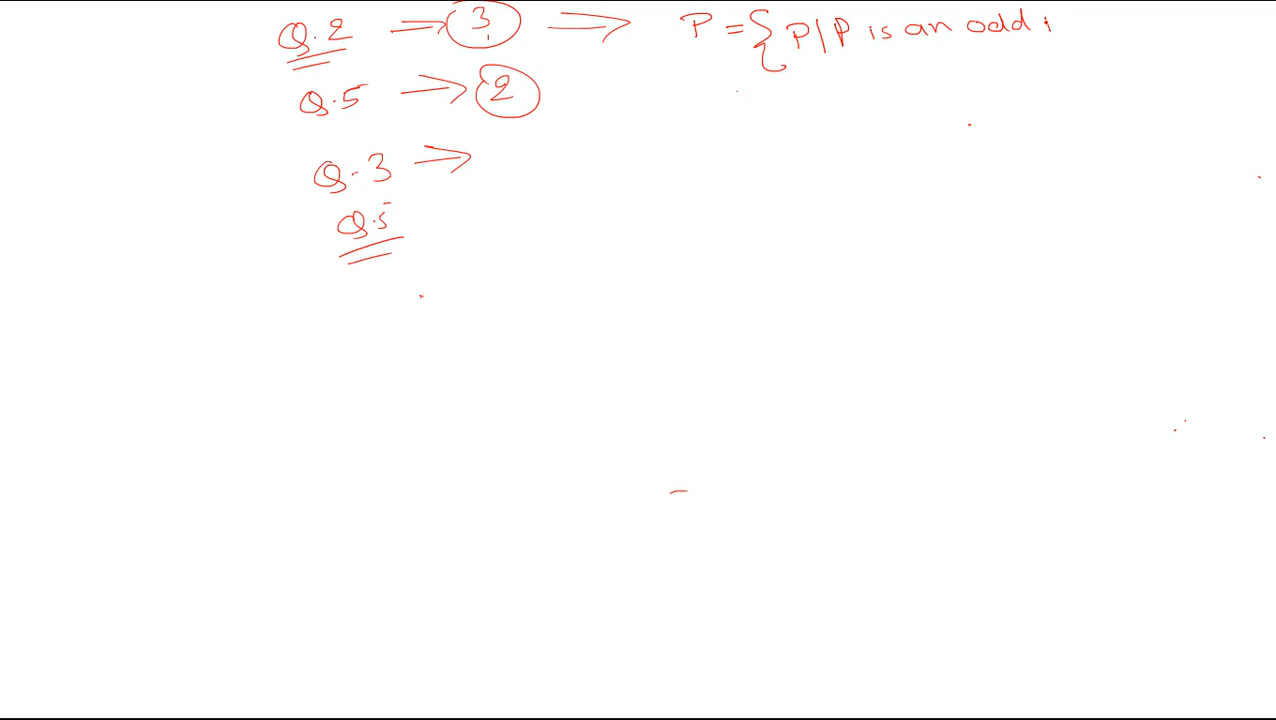 Q.2 → 3 ⟹ P = { P/P is an odd i
Q.5 → 2
Q.3 →
Q.5